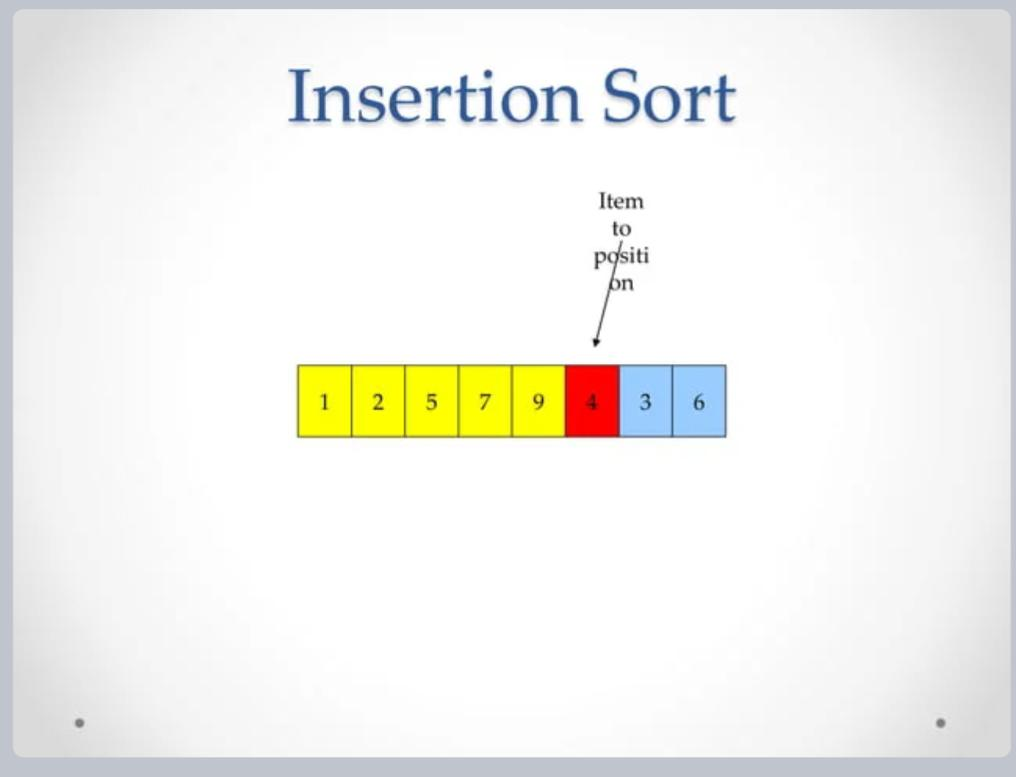 Insertion Sort
Item
to
positi
on
1 2 5 7 9 4 3 6